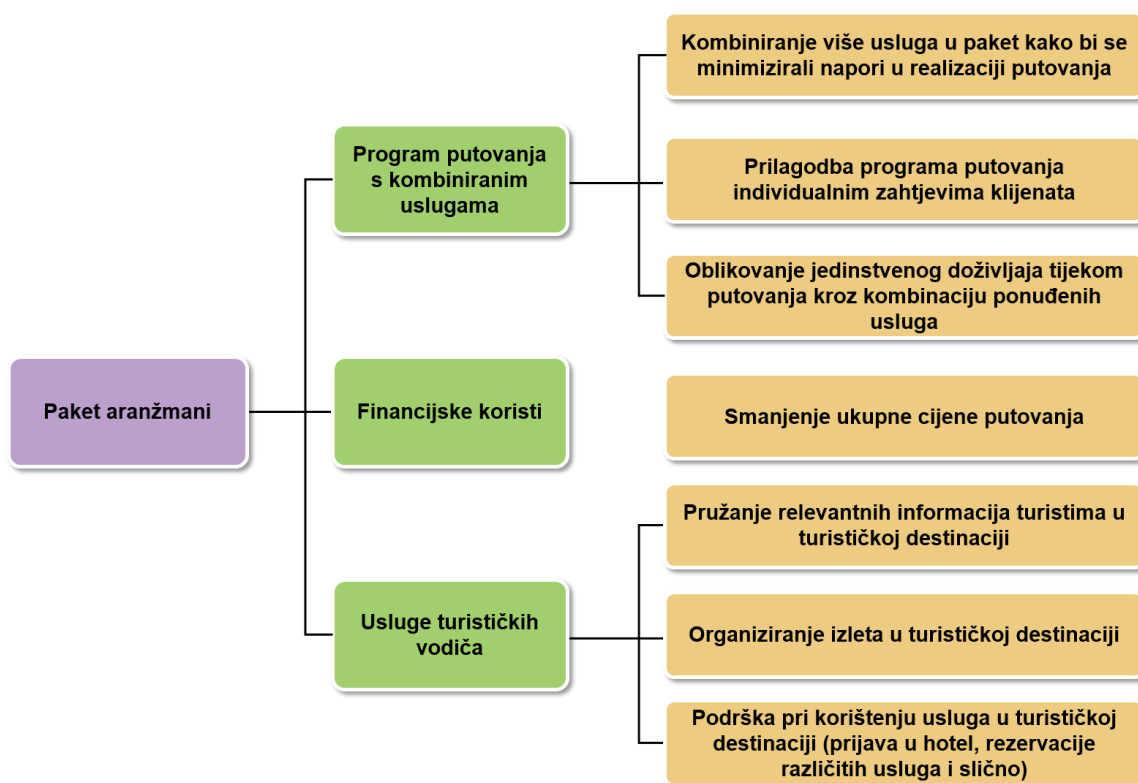 Kombiniranje više usluga u paket kako bi se
minimizirali napori u realizaciji putovanja
Program putovanja
s kombiniranim
uslugama
Prilagodba programa putovanja
individualnim zahtjevima klijenata
Oblikovanje jedinstvenog doživljaja tijekom
putovanja kroz kombinaciju ponuđenih
usluga
Paket aranžmani
Financijske koristi
Smanjenje ukupne cijene putovanja
Pružanje relevantnih informacija turistima u
turističkoj destinaciji
Usluge turističkih
vodiča
Organiziranje izleta u turističkoj destinaciji
Podrška pri korištenju usluga u turističkoj
destinaciji (prijava u hotel, rezervacije
različitih usluga i slično)